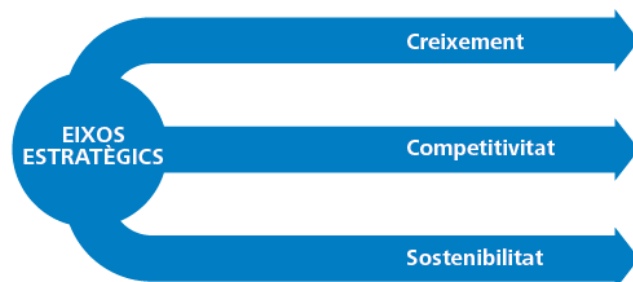 Creixement
EIXOS
ESTRATÈGICS
Competitivitat
Sostenibilitat